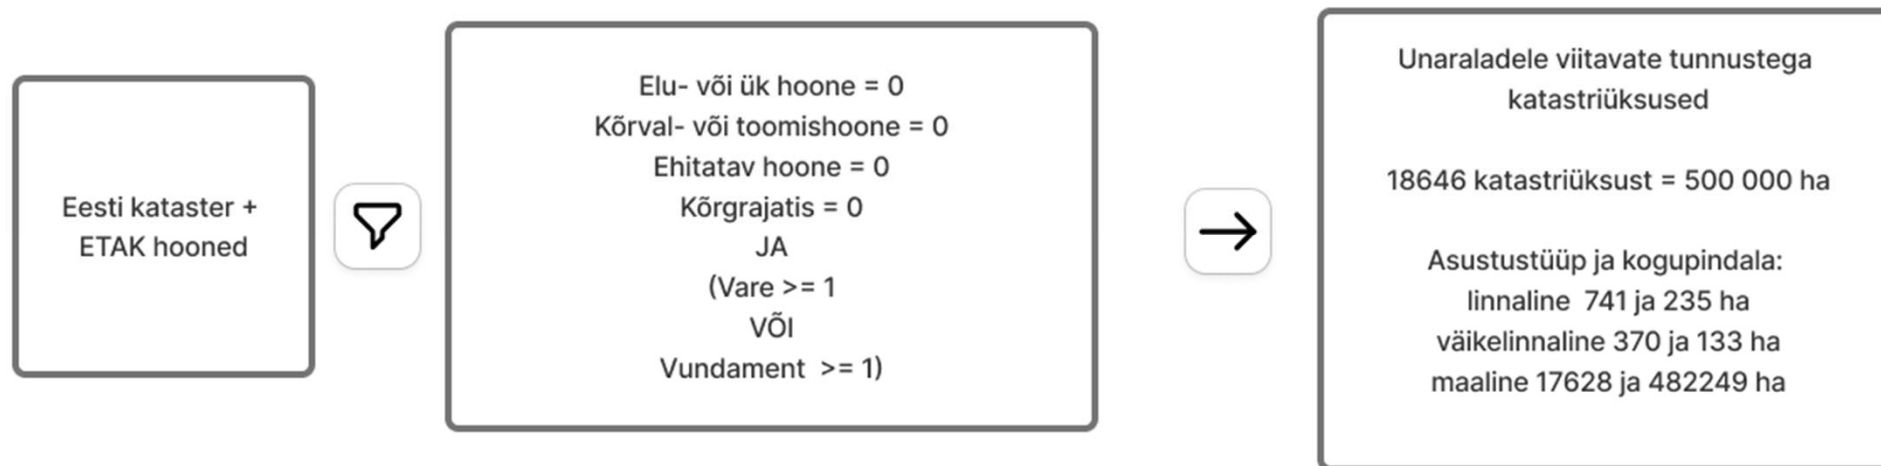 Eesti kataster +
ETAK hooned
Elu- või ük hoone = 0
Kõrval- või toomishoone = 0
Ehitatav hoone = 0
Kõrgrajatis = 0
JA
(Vare >= 1
VÕI
Vundament >= 1)
Unaraladele viitavate tunnustega
katastriüksused
18646 katastriüksust = 500 000 ha
Asustustüüp ja kogupindala:
linnaline 741 ja 235 ha
väikelinnaline 370 ja 133 ha
maaline 17628 ja 482249 ha